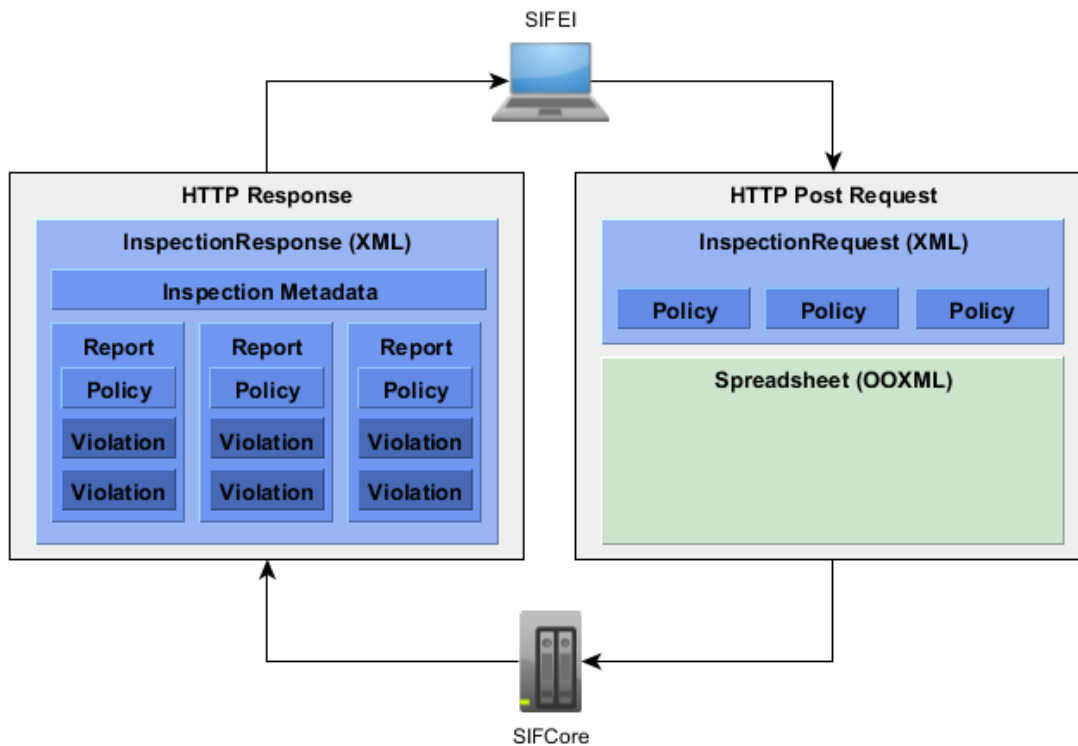 SIFEI
HTTP Response
InspectionResponse (XML)
Inspection Metadata
Report
Policy
Violation
Violation
Report
Policy
Violation
Violation
Report
Policy
Violation
Violation
HTTP Post Request
InspectionRequest (XML)
Policy
Policy
Policy
Spreadsheet (OOXML)
SIFCore